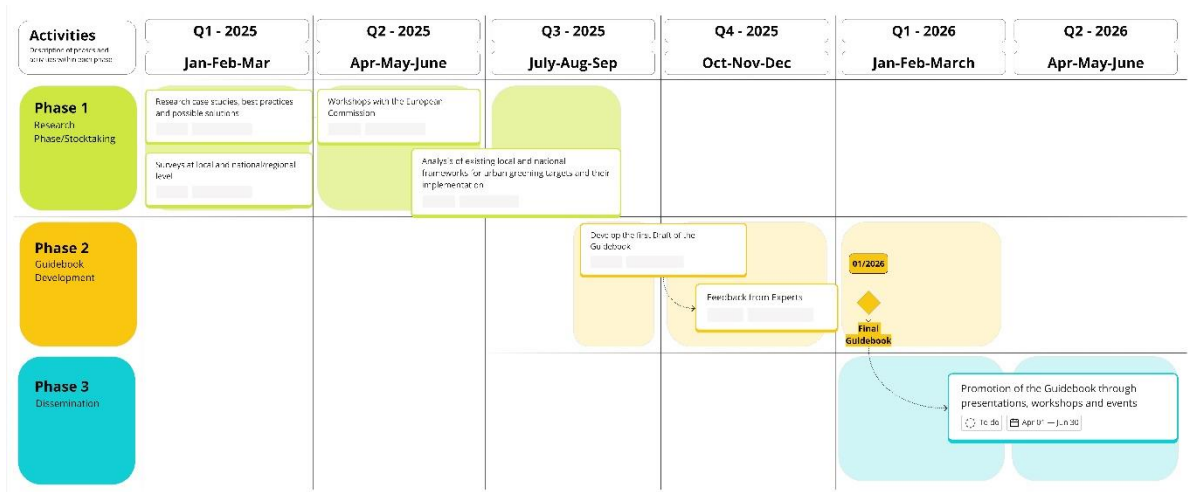 Activities
Description of phases and
activities within each phase
Q1 - 2025
Q2 - 2025
Q3 - 2025
Q4 - 2025
Q1 - 2026
Q2 - 2026
Jan-Feb-Mar
Apr-May-June
July-Aug-Sep
Oct-Nov-Dec
Jan-Feb-March
Apr-May-June
Phase 1
Research
Phase/Stocktaking
Research case studies, best practices
and possible solutions
Surveys at local and national/regional
level
Workshops with the European
Commission
Analysis of existing local and national
frameworks for urban greening targets and their
implementation
Phase 2
Guidebook
Development
Develop the first Draft of the
Guidebook
Feedback from Experts
01/2026
Final
Guidebook
Phase 3
Dissemination
Promotion of the Guidebook through
presentations, workshops and events
To do
Apr 01 — Jun 30